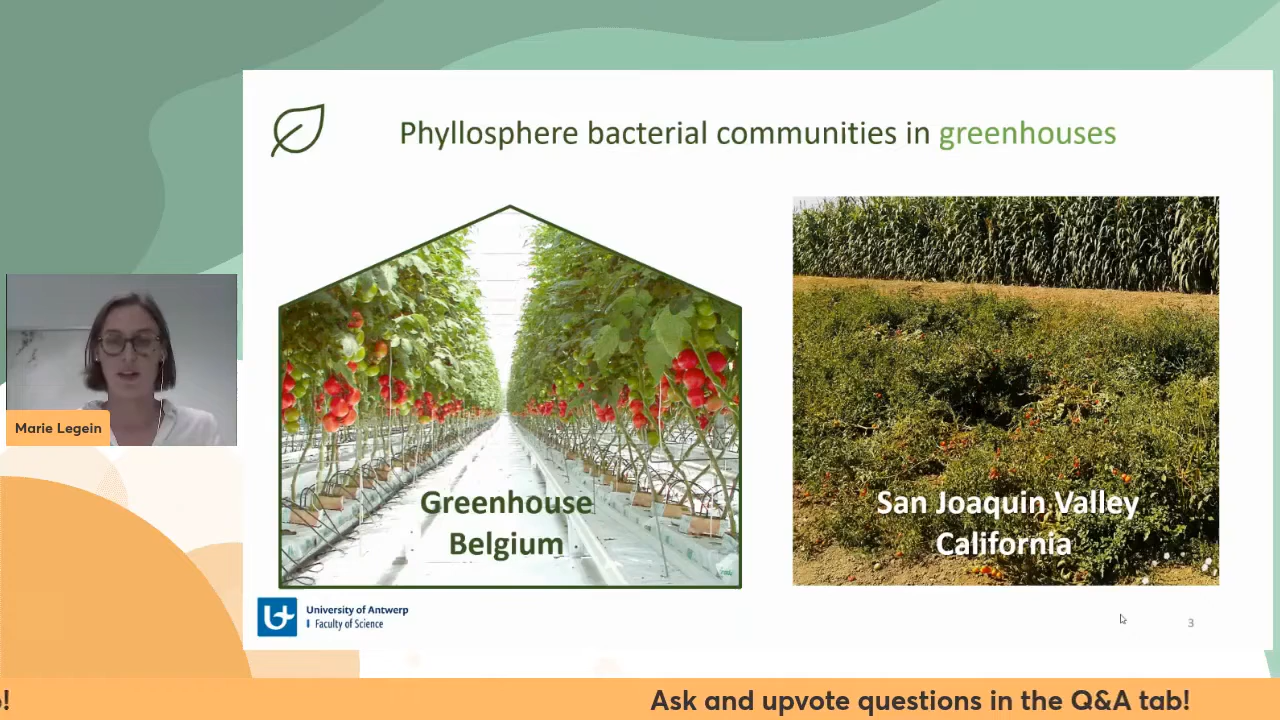 Phyllosphere bacterial communities in greenhouses
Marie Legein
Greenhouse
Belgium
San Joaquin Valley
California
University of Antwerp
Faculty of Science
3
!
Ask and upvote questions in the Q&A tab!